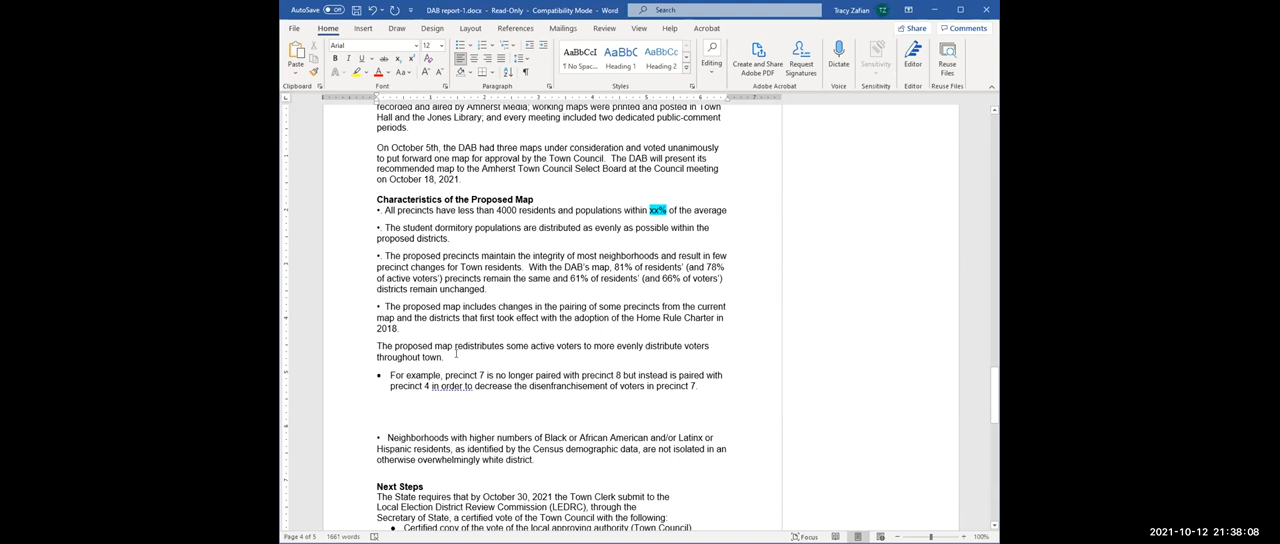 AutoSave Off DAB report-1.docx - Read-Only - Compatibility Mode - Word Search Tracy Zafian TZ
File Home Insert Draw Design Layout References Mailings Review View Help Acrobat Share Comments
Arial 12 AaBbCcI AaBbC AaBbCc
Paste B I U ab x x ¶ No Spac... Heading 1 Heading 2 Editing Create and Share Adobe PDF Request Signatures Dictate Sensitivity Editor Reuse Files
Clipboard Font Paragraph Styles Adobe Acrobat Voice Sensitivity Editor Reuse Files
recorded and aired by Amherst Media; working maps were printed and posted in Town
Hall and the Jones Library; and every meeting included two dedicated public-comment
periods.
On October 5th, the DAB had three maps under consideration and voted unanimously
to put forward one map for approval by the Town Council. The DAB will present its
recommended map to the Amherst Town Council Select Board at the Council meeting
on October 18, 2021.
Characteristics of the Proposed Map
•. All precincts have less than 4000 residents and populations within xx% of the average
•. The student dormitory populations are distributed as evenly as possible within the
proposed districts.
•. The proposed precincts maintain the integrity of most neighborhoods and result in few
precinct changes for Town residents. With the DAB's map, 81% of residents' (and 78%
of active voters') precincts remain the same and 61% of residents' (and 66% of voters')
districts remain unchanged.
• The proposed map includes changes in the pairing of some precincts from the current
map and the districts that first took effect with the adoption of the Home Rule Charter in
2018.
The proposed map redistributes some active voters to more evenly distribute voters
throughout town.
• For example, precinct 7 is no longer paired with precinct 8 but instead is paired with
precinct 4 in order to decrease the disenfranchisement of voters in precinct 7.
• Neighborhoods with higher numbers of Black or African American and/or Latinx or
Hispanic residents, as identified by the Census demographic data, are not isolated in an
otherwise overwhelmingly white district.
Next Steps
The State requires that by October 30, 2021 the Town Clerk submit to the
Local Election District Review Commission (LEDRC), through the
Secretary of State, a certified vote of the Town Council with the following:
• Certified copy of the vote of the local approving authority (Town Council)
Page 4 of 5 1661 words Focus 100%
2021-10-12 21:38:08